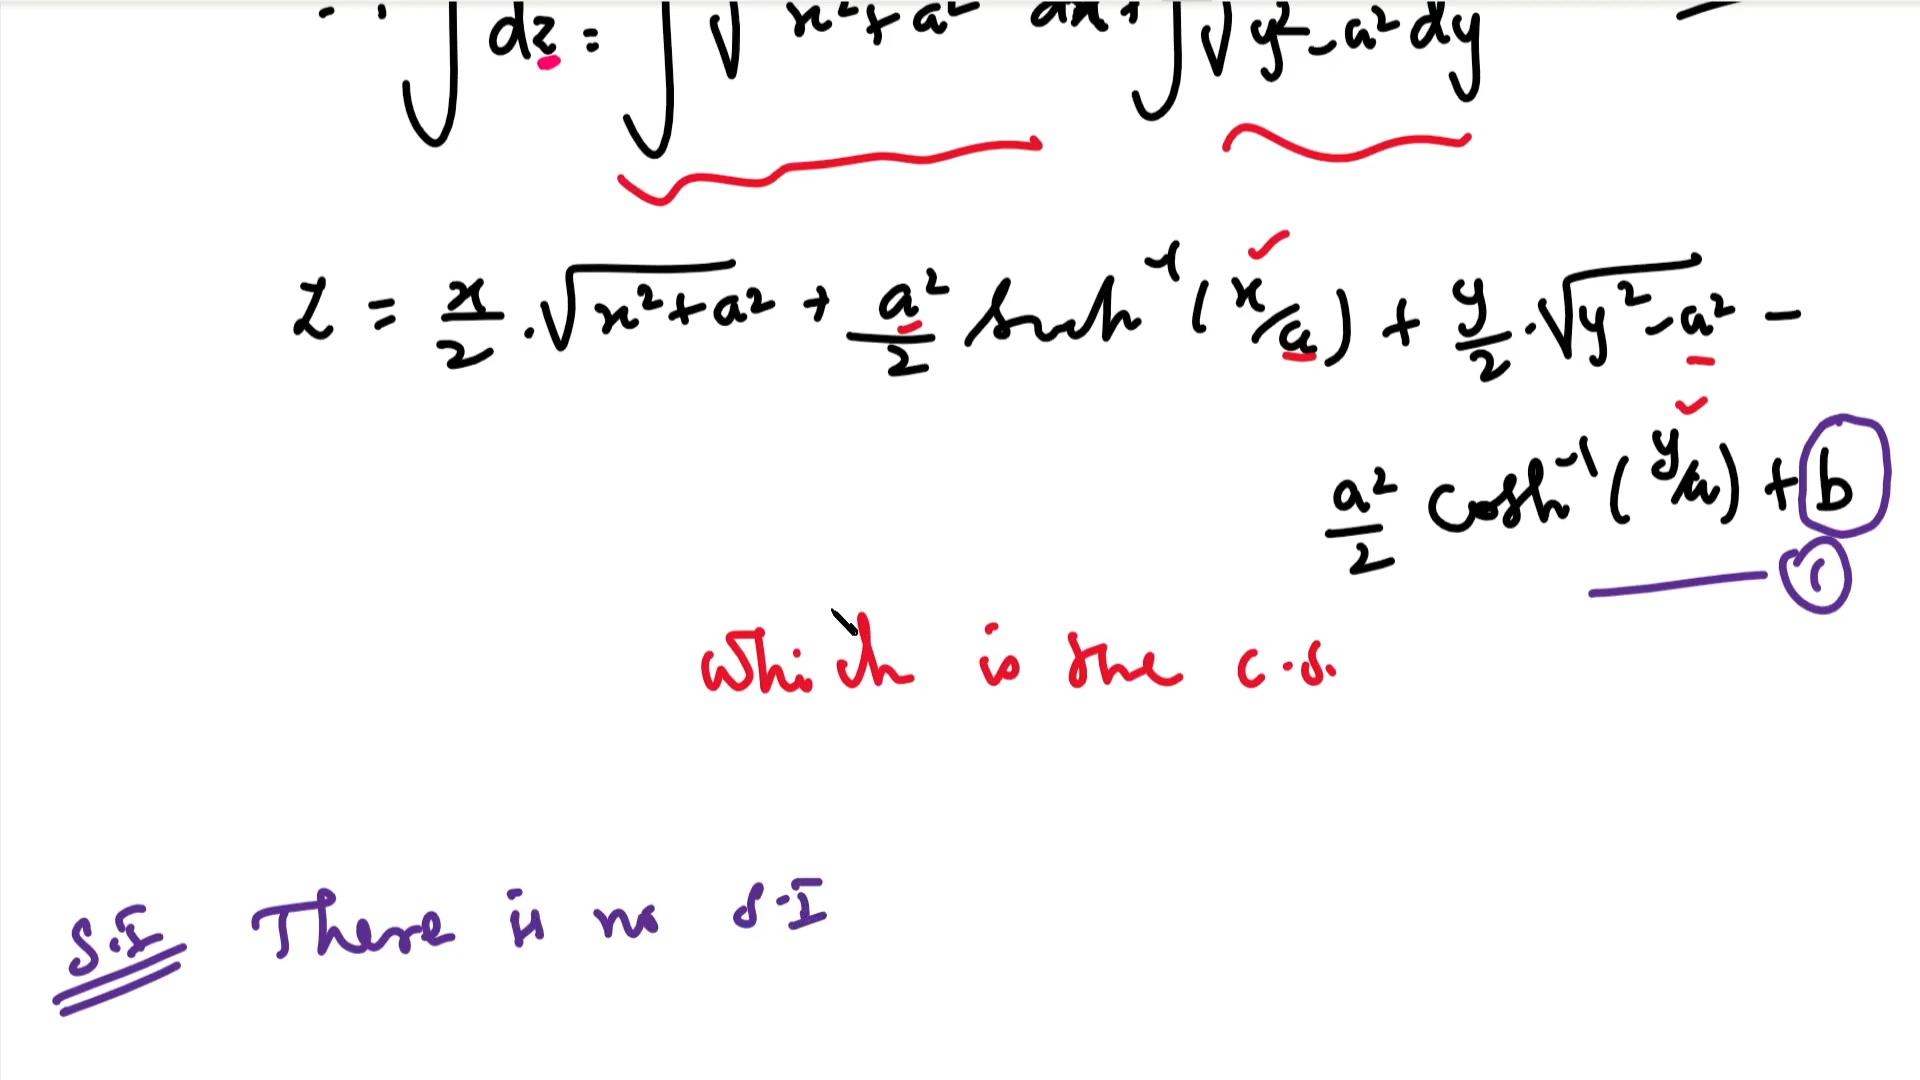 ∫ dz = ∫ √x²+a² dx + ∫ √y²-a² dy
Z = x/2 . √x²+a² + a²/2 Sinh⁻¹ (x/a) + y/2 . √y²-a² -
a²/2 Cosh⁻¹ (y/a) + b
①
which is the c.s.
S.I There is no S.I